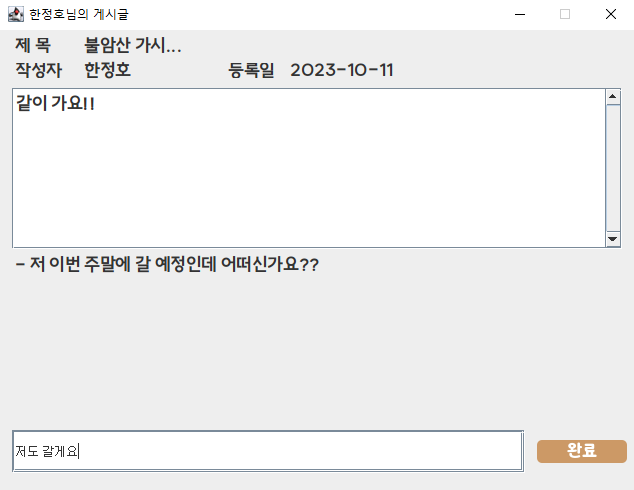 한정호님의 게시글
제 목 불암산 가시...
작성자 한정호 등록일 2023-10-11
같이 가요!!
- 저 이번 주말에 갈 예정인데 어떠신가요??
저도 갈게요
완료